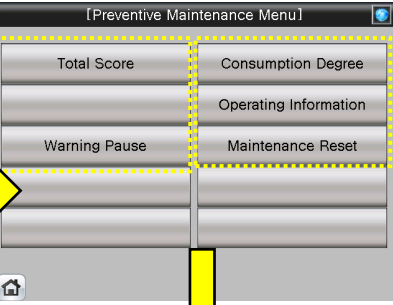 [Preventive Maintenance Menu]
Total Score
Consumption Degree
Operating Information
Warning Pause
Maintenance Reset